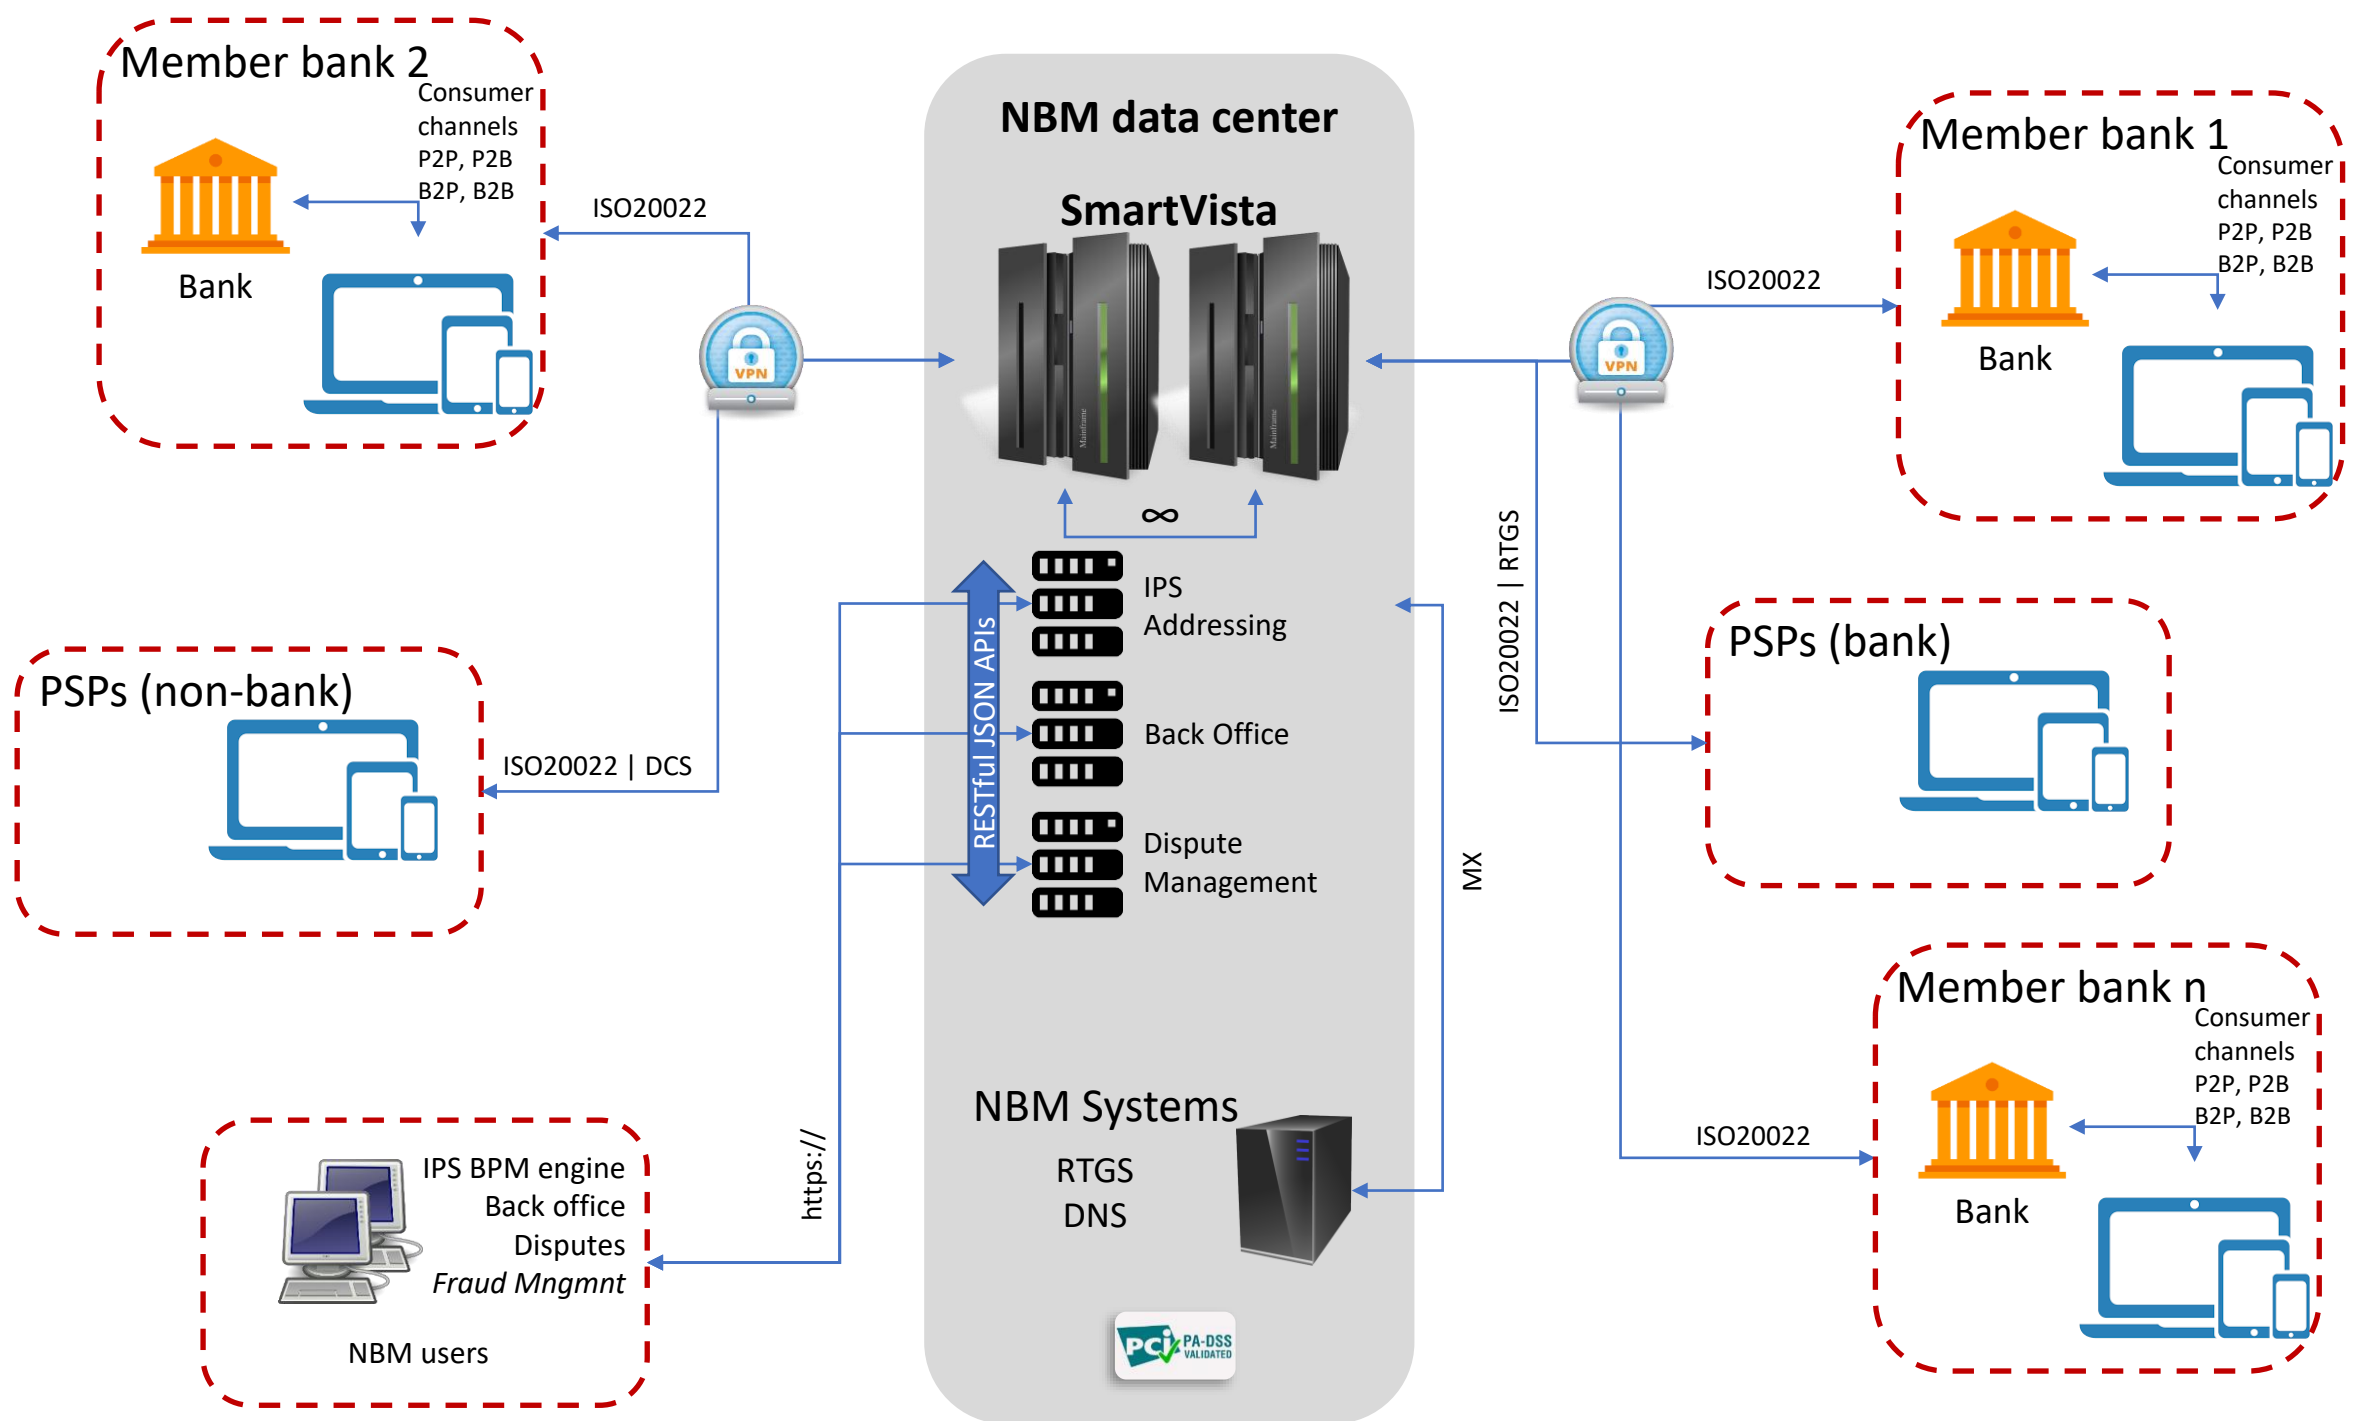 Member bank 2
Consumer
channels
P2P, P2B
B2P, B2B
Bank
ISO20022
VPN
PSPs (non-bank)
ISO20022 | DCS
IPS BPM engine
Back office
Disputes
Fraud Mngmnt
NBM users
https://
NBM data center
SmartVista
Mainframe
Mainframe
∞
RESTful JSON APIs
IPS
Addressing
Back Office
Dispute
Management
NBM Systems
RTGS
DNS
PCi PA-DSS
VALIDATED
MX
ISO20022 | RTGS
VPN
ISO20022
Member bank 1
Consumer
channels
P2P, P2B
B2P, B2B
Bank
PSPs (bank)
ISO20022
Member bank n
Consumer
channels
P2P, P2B
B2P, B2B
Bank